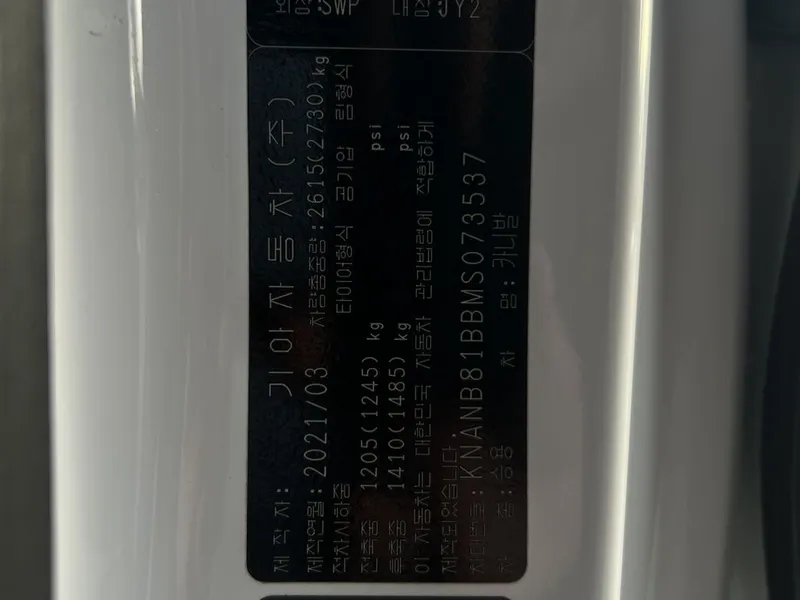 외장:SWP 내장:JY2
제 작 자: 기아자동차(주)
제작연월:2021/03 차량총중량:2615(2730)kg
적차시하중 타이어형식 공기압 림형식
전축중 1205(1245) kg psi
후축중 1410(1485) kg psi
이 자동차는 대한민국 자동차 관리법령에 적합하게
제작되었습니다.
차대번호:KNANB81BBMS073537
차 종:승용 차 명:카니발